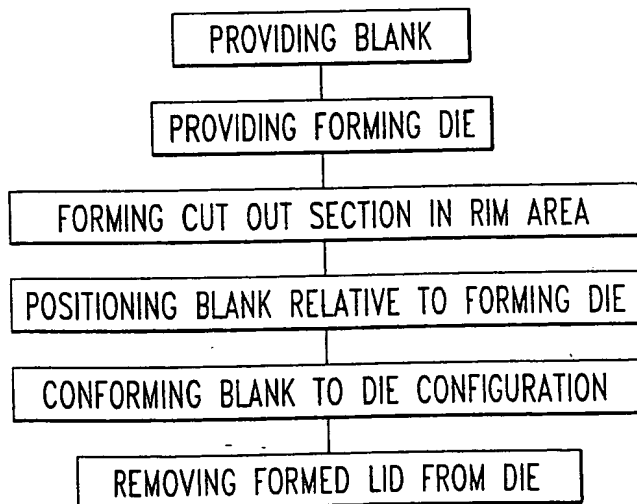 PROVIDING BLANK
PROVIDING FORMING DIE
FORMING CUT OUT SECTION IN RIM AREA
POSITIONING BLANK RELATIVE TO FORMING DIE
CONFORMING BLANK TO DIE CONFIGURATION
REMOVING FORMED LID FROM DIE